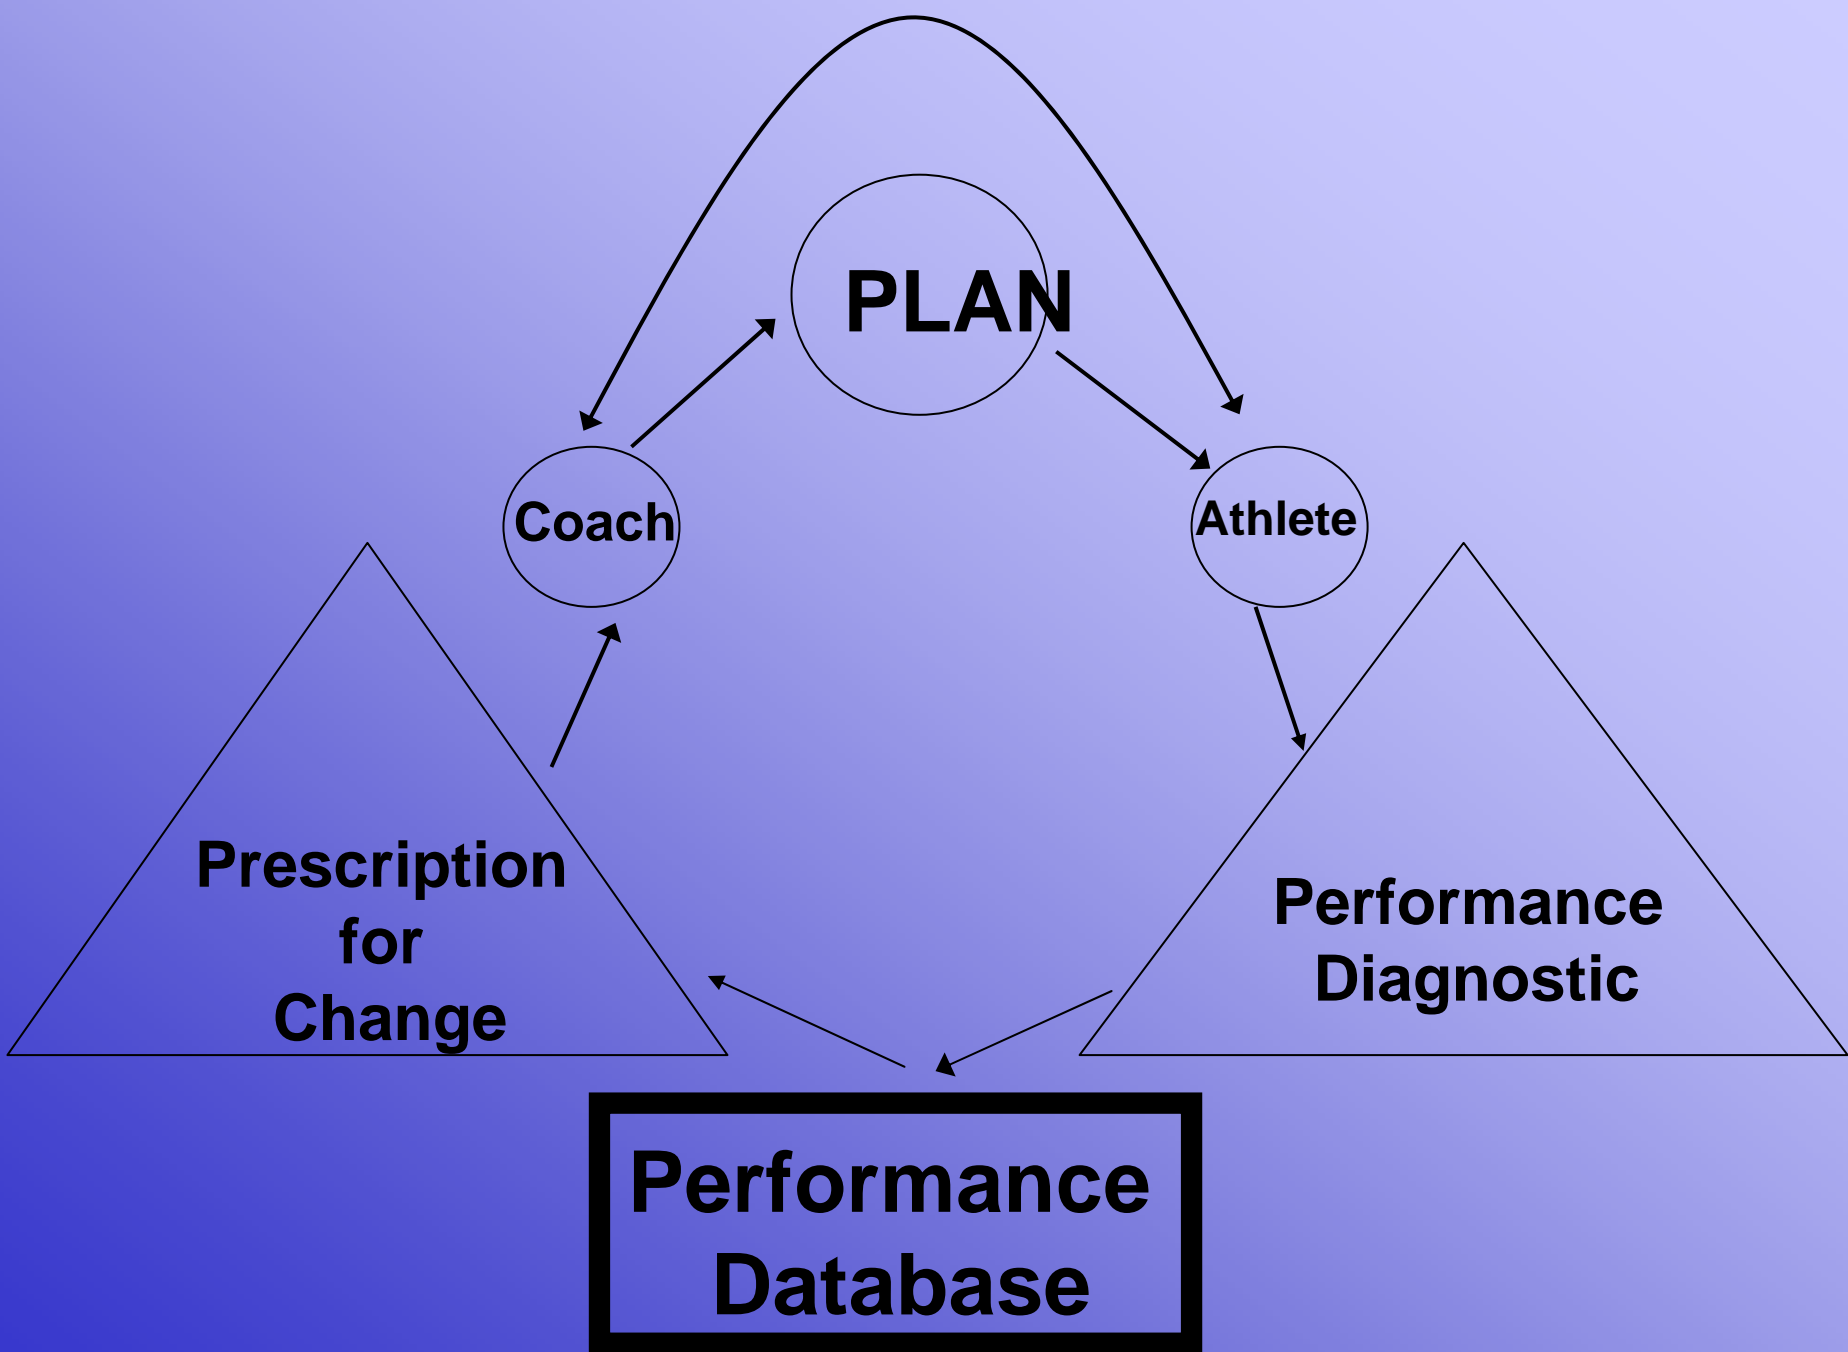 PLAN
Coach
Athlete
Prescription
for
Change
Performance
Diagnostic
Performance
Database